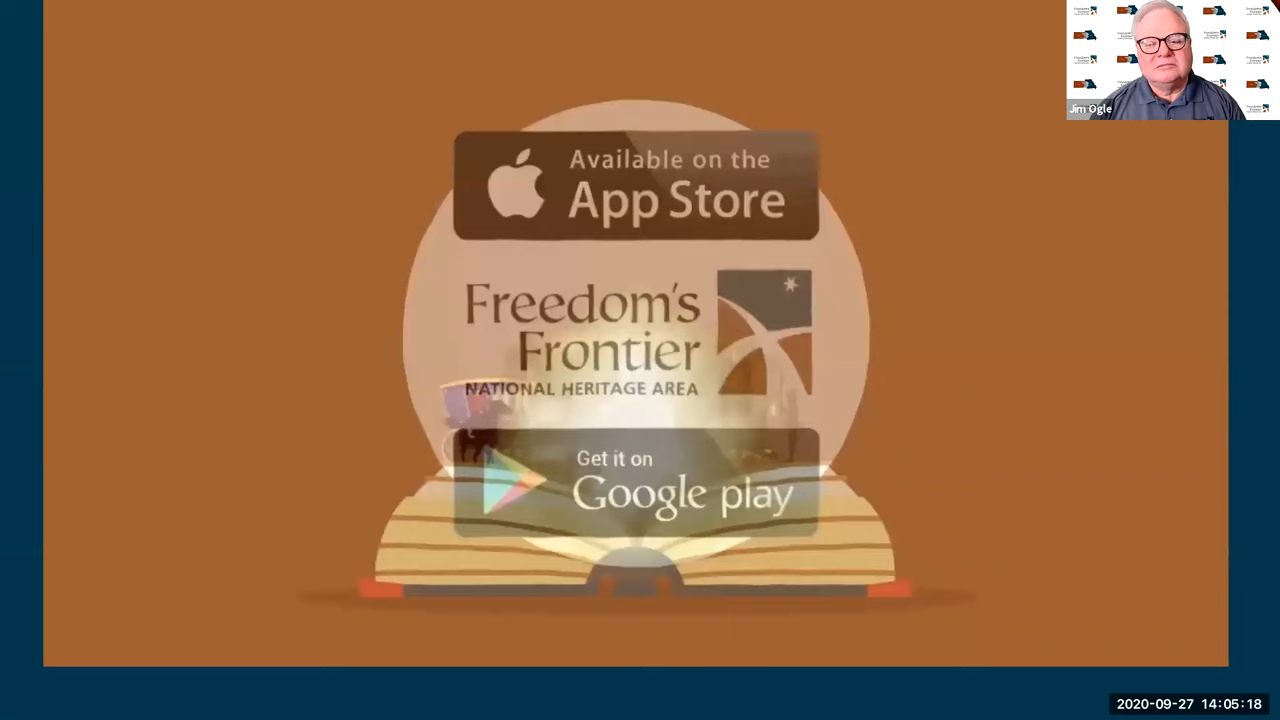 Available on the
App Store
Freedom's
Frontier
NATIONAL HERITAGE AREA
Get it on
Google play
Jim Ogle
2020-09-27 14:05:18